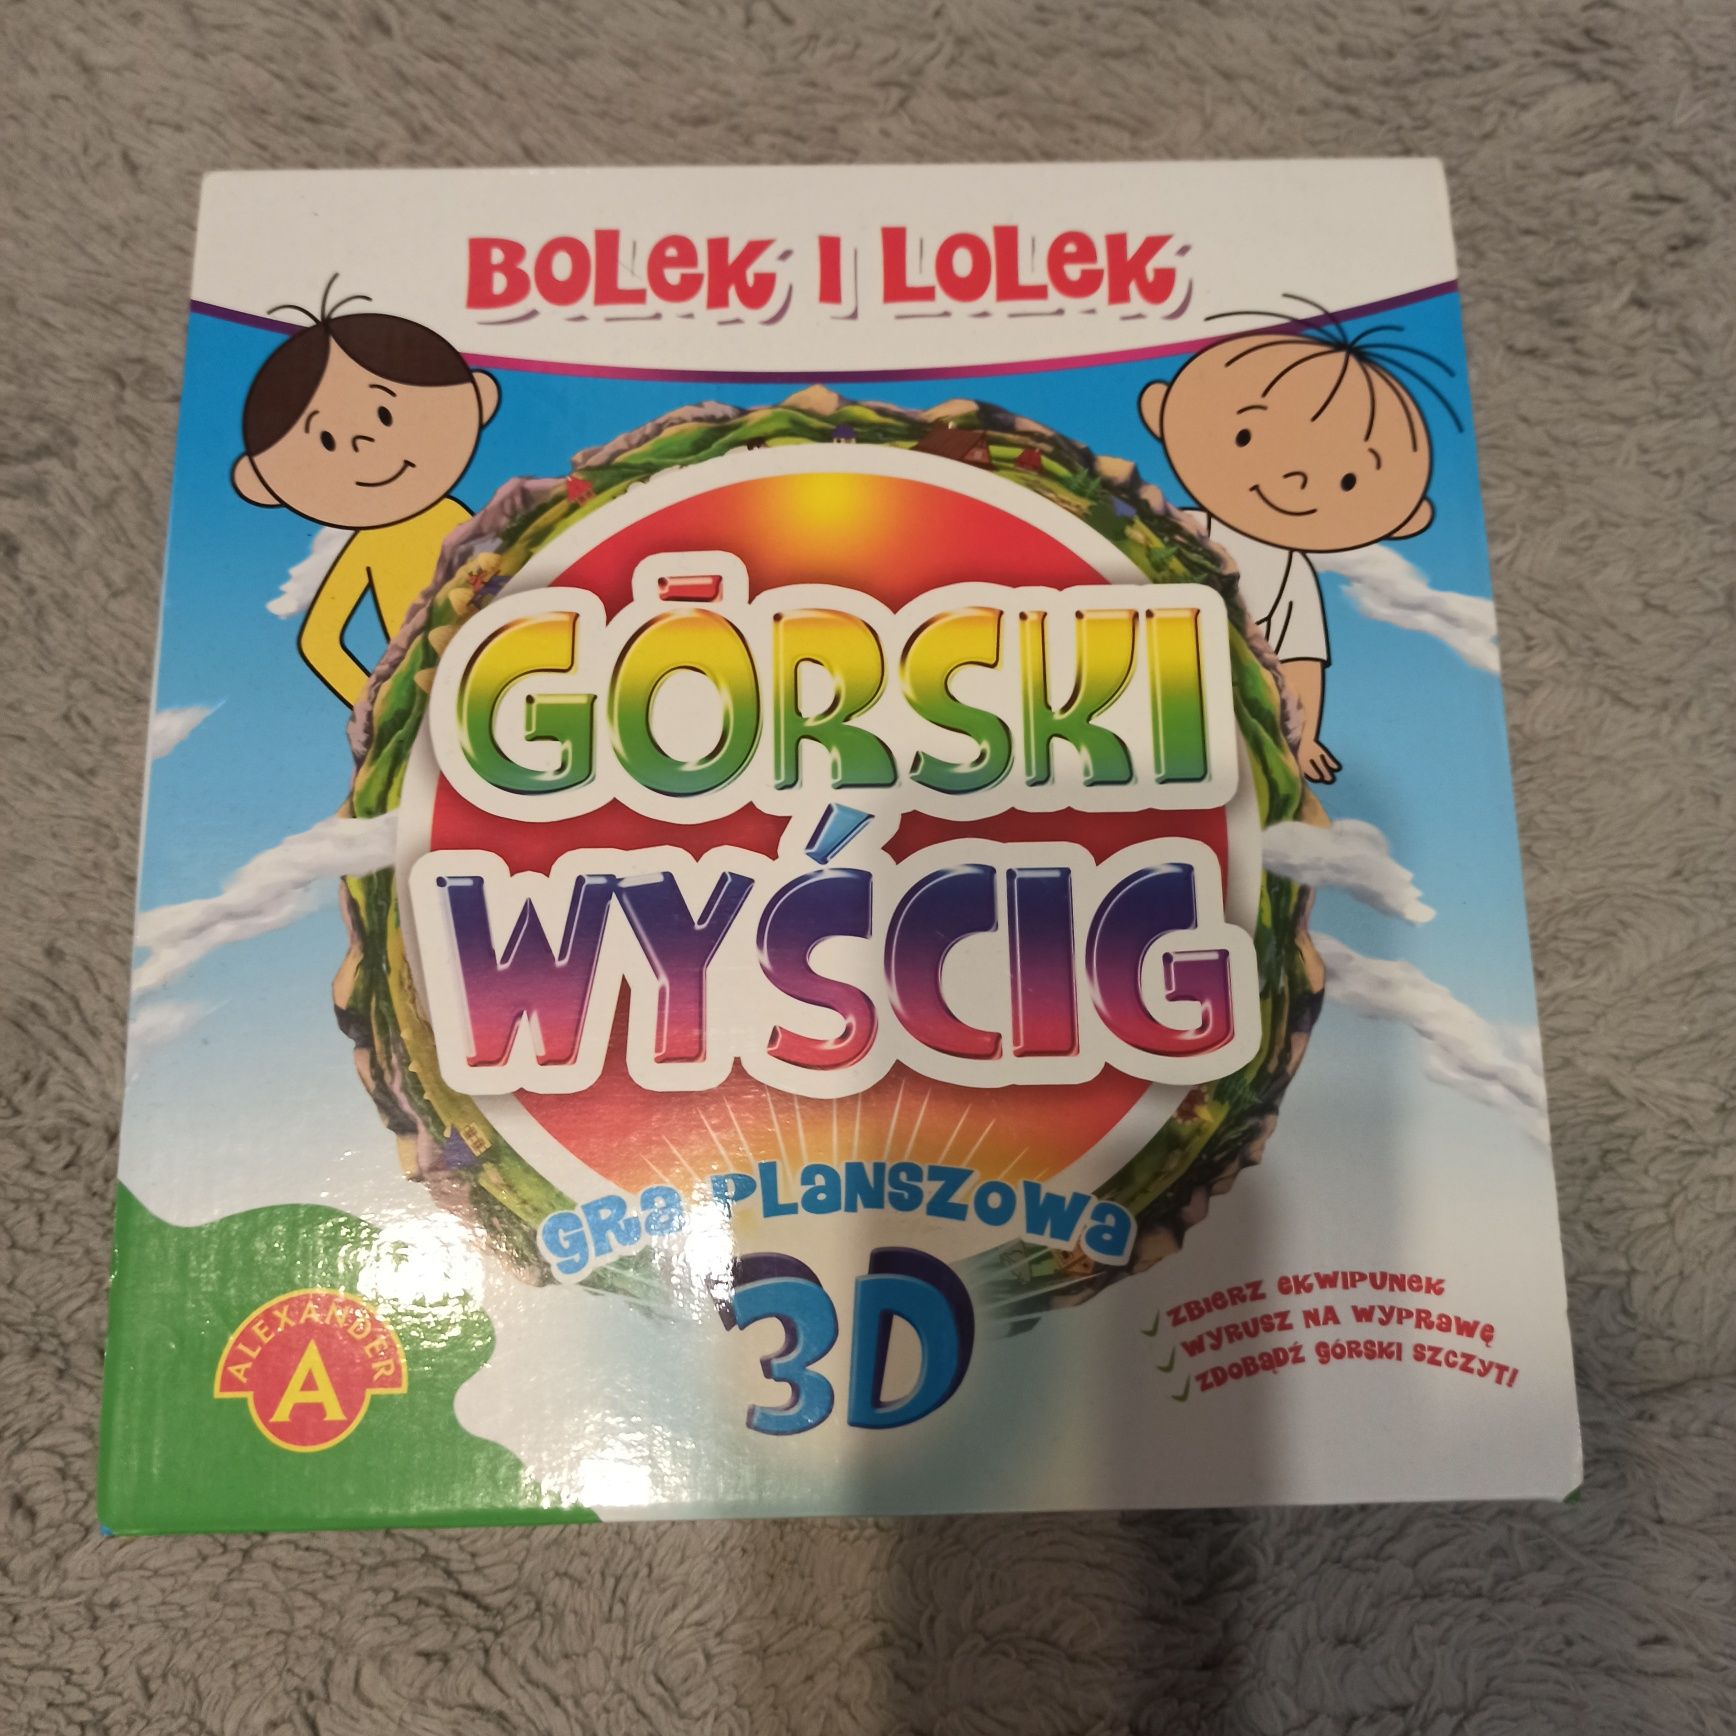 BOLEK I LOLEK
GÓRSKI
WYŚCIG
GRA PLANSZOWA
3D
ALEXANDER
A
ZBIERZ EKWIPUNEK
WYRUSZ NA WYPRAWĘ
ZDOBĄDŹ GÓRSKI SZCZYT!